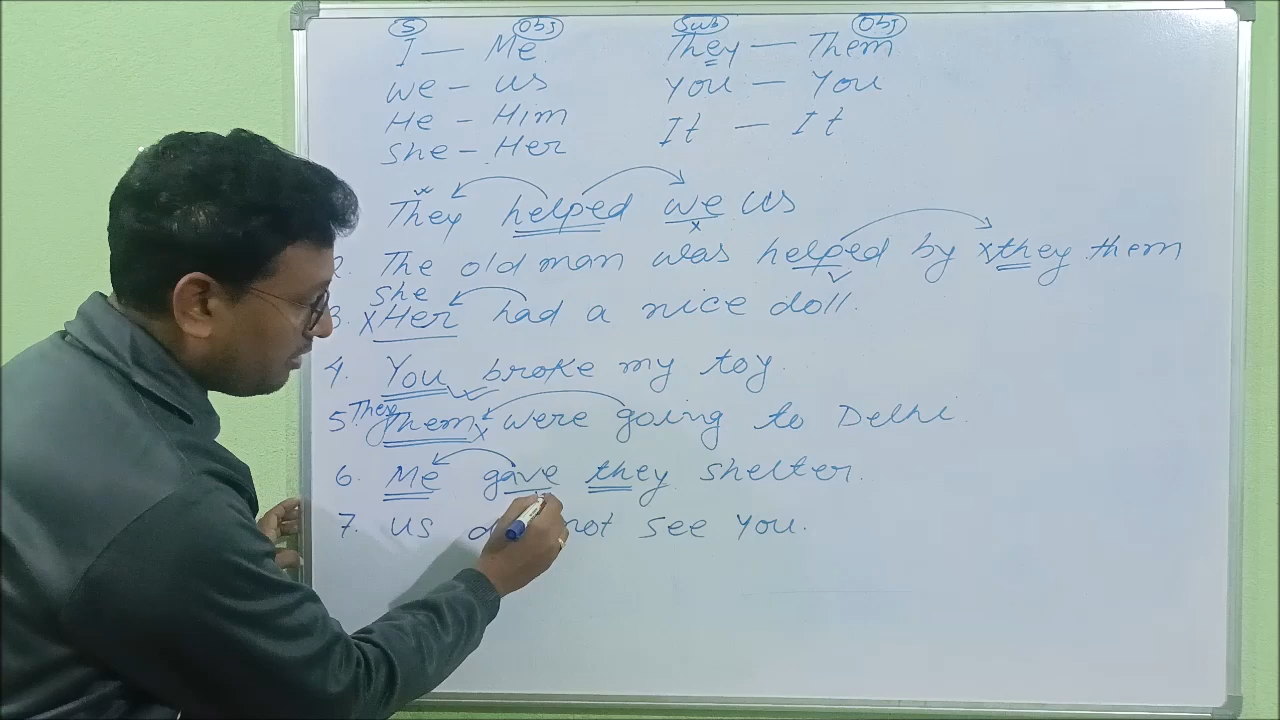 S Obj Sub Obj
I — Me They — Them
We — us You — You
He — Him It — It
She — Her
They helped we us
2. The old man was helped by they them
She
3. Her had a nice doll.
4. You broke my toy.
5. They Them were going to Delhi.
6. Me gave they shelter.
7. us not see you.